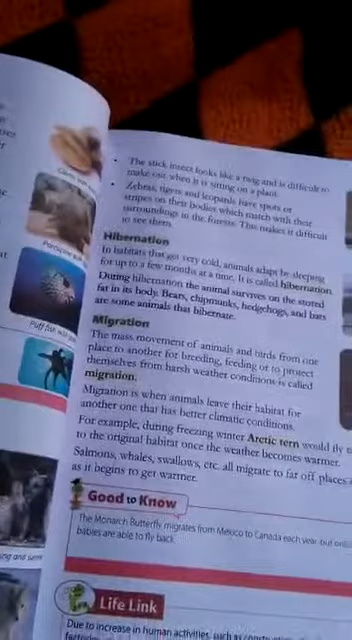 • The stick insect looks like a twig and is difficult to
make out when it is sitting on a plant.
• Zebras, tigers and leopards have spots or
stripes on their bodies which match with their
surroundings in the forests. This makes it difficult
to see them.
Hibernation
In habitats that get very cold, animals adapt by sleeping
for up to a few months at a time. It is called hibernation.
During hibernation the animal survives on the stored
fat in its body. Bears, chipmunks, hedgehogs, and bats
are some animals that hibernate.
Migration
The mass movement of animals and birds from one
place to another for breeding, feeding or to protect
themselves from harsh weather conditions is called
migration.
Migration is when animals leave their habitat for
another one that has better climatic conditions.
For example, during freezing winter Arctic tern would fly
to the original habitat once the weather becomes warmer.
Salmons, whales, swallows, etc. all migrate to far off places
as it begins to get warmer.
Good to Know
The Monarch Butterfly migrates from Mexico to Canada each year but
babies are able to fly back.
Life Link
Due to increase in human activities, such as
Puff fish